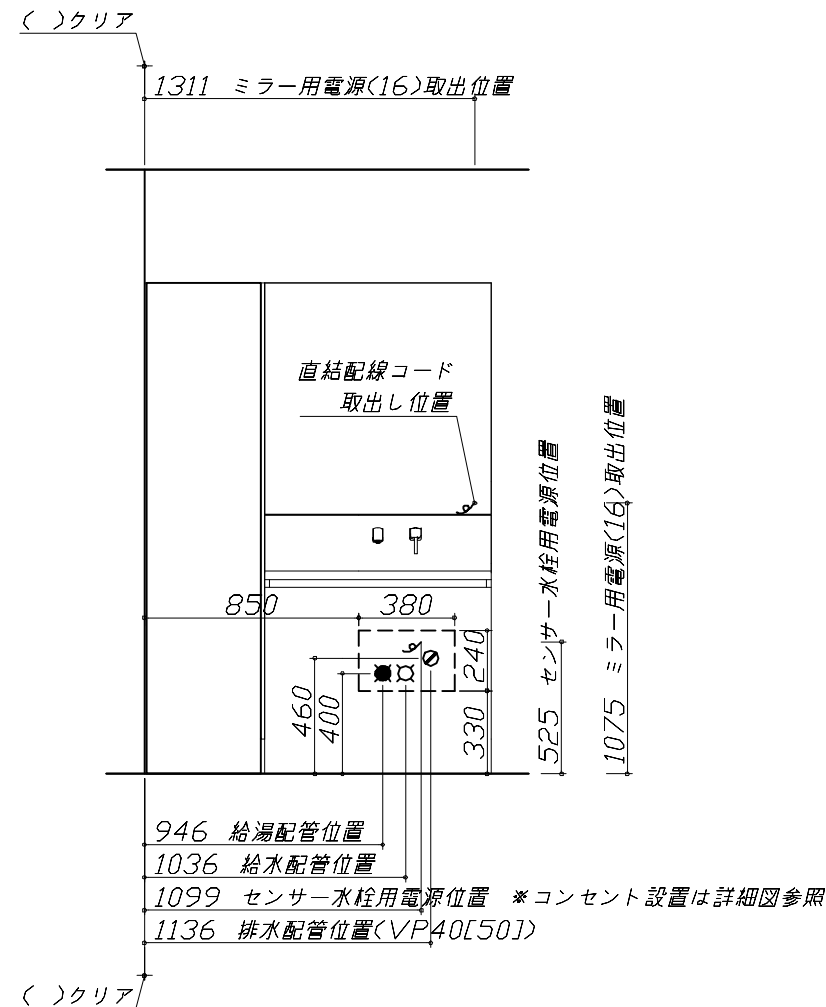 ( )クリア
1311 ミラー用電源(16)取出位置
直結配線コード
取出し位置
850
380
240
330
460
400
525 センサー水栓用電源位置
1075 ミラー用電源(16)取出位置
946 給湯配管位置
1036 給水配管位置
1099 センサー水栓用電源位置 ※コンセント設置は詳細図参照
1136 排水配管位置(VP40[50])
( )クリア